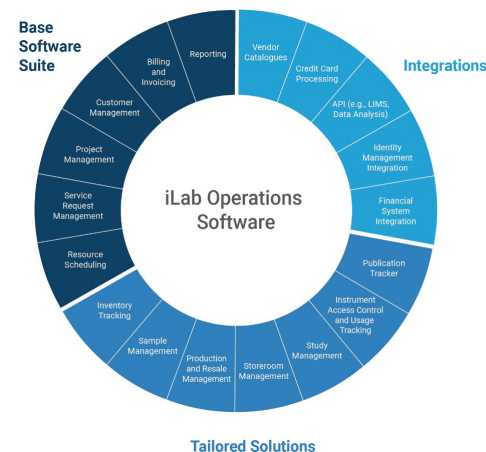 Base
Software
Suite
Integrations
Reporting
Billing
and
Invoicing
Customer
Management
Project
Management
Service
Request
Management
Resource
Scheduling
Vendor
Catalogues
Credit Card
Processing
API (e.g., LIMS,
Data Analysis)
Identity
Management
Integration
Financial
System
Integration
iLab Operations
Software
Publication
Tracker
Instrument
Access Control
and Usage
Tracking
Study
Management
Storeroom
Management
Production
and Resale
Management
Sample
Management
Inventory
Tracking
Tailored Solutions